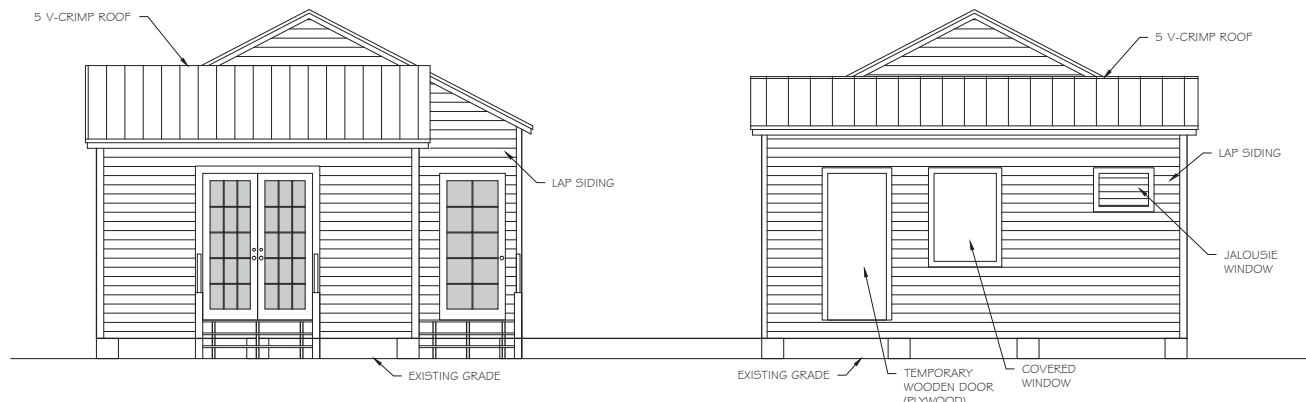 5 V-CRIMP ROOF
LAP SIDING
EXISTING GRADE
5 V-CRIMP ROOF
LAP SIDING
JALOUSIE
WINDOW
EXISTING GRADE
TEMPORARY
WOODEN DOOR
(PLYWOOD)
COVERED
WINDOW